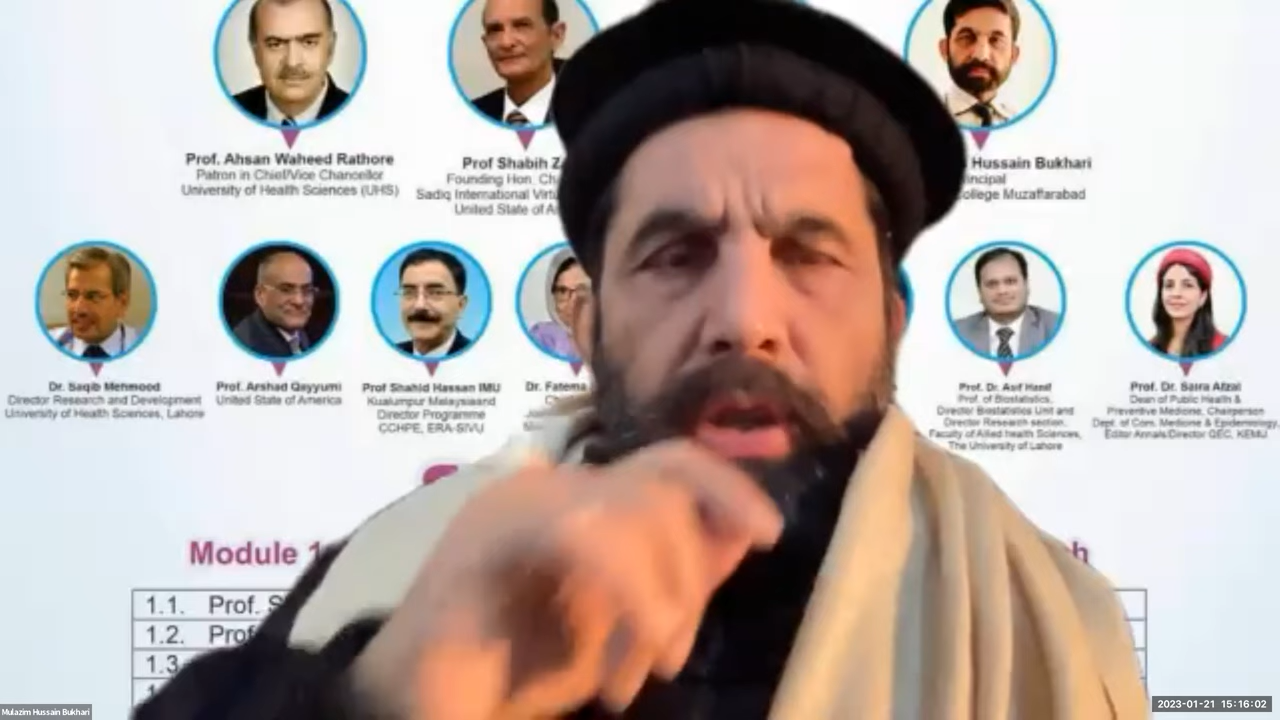 Prof. Ahsan Waheed Rathore
Patron in Chief/Vice Chancellor
University of Health Sciences (UHS)
Prof Shabih Z
Founding Hon. Ch
Sadiq International Virtu
United State of A
Hussain Bukhari
incipal
ollege Muzaffarabad
Dr. Saqib Mehmood
Director Research and Development
University of Health Sciences, Lahore
Prof. Arshad Qayyumi
United State of America
Prof Shahid Hassan IMU
Kualumpur Malaysiaand
Director Programme
CCHPE, ERA-SIVU
Dr. Fatema
Prof. Dr. Asif Hanif
Prof. of Biostatistics,
Director Biostatistics Unit and
Director Research section,
Faculty of Allied health Sciences,
The University of Lahore
Prof. Dr. Saira Afzal
Dean of Public Health &
Preventive Medicine, Chairperson
Dept. of Com. Medicine & Epidemiology,
Editor Annals/Director QEC, KEMU
Module 1
h
1.1. Prof. S
1.2. Prof
1.3
Mulazim Hussain Bukhari
2023-01-21 15:16:02